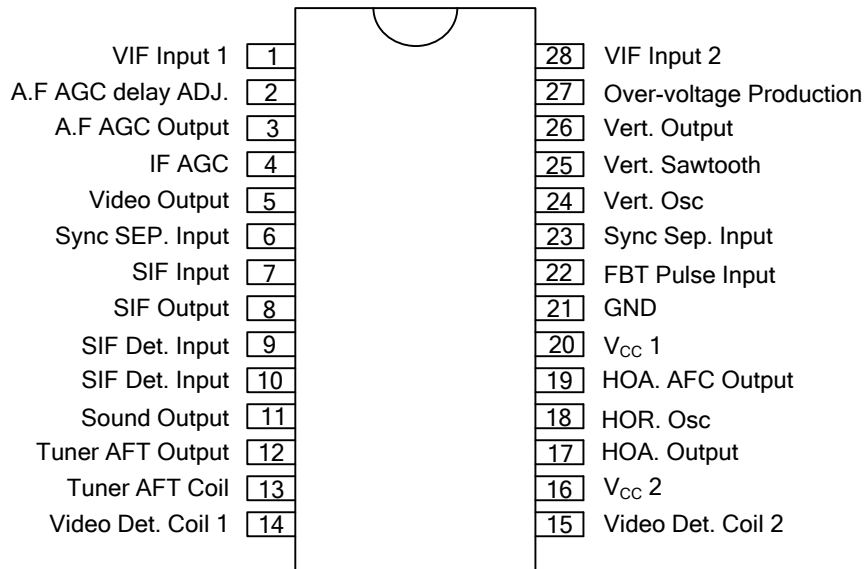 VIF Input 1 1 28 VIF Input 2
A.F AGC delay ADJ. 2 27 Over-voltage Production
A.F AGC Output 3 26 Vert. Output
IF AGC 4 25 Vert. Sawtooth
Video Output 5 24 Vert. Osc
Sync SEP. Input 6 23 Sync Sep. Input
SIF Input 7 22 FBT Pulse Input
SIF Output 8 21 GND
SIF Det. Input 9 20 VCC 1
SIF Det. Input 10 19 HOA. AFC Output
Sound Output 11 18 HOR. Osc
Tuner AFT Output 12 17 HOA. Output
Tuner AFT Coil 13 16 VCC 2
Video Det. Coil 1 14 15 Video Det. Coil 2